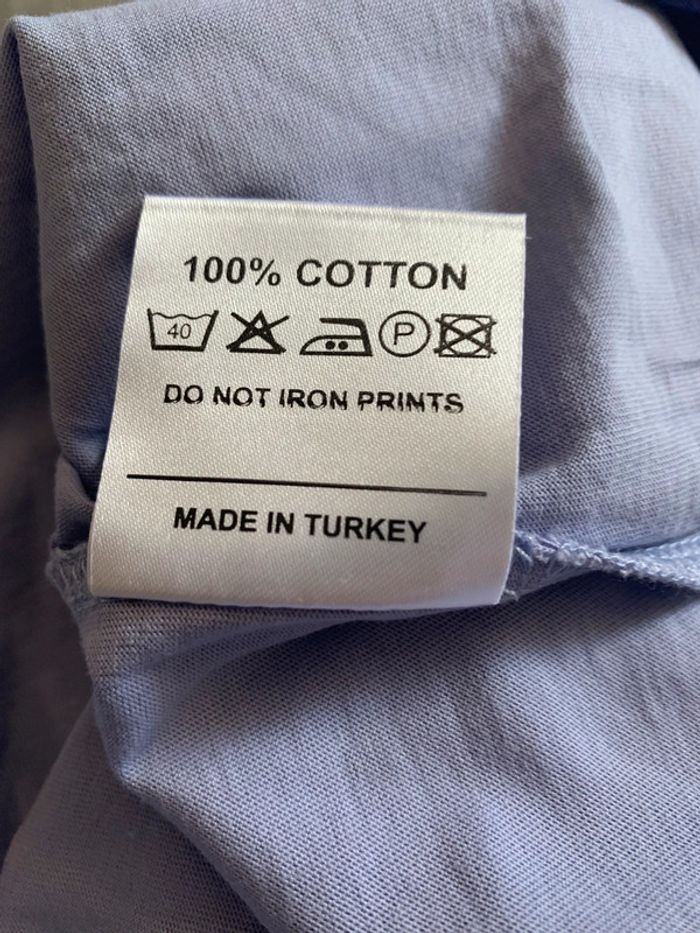 100% COTTON
40 P
DO NOT IRON PRINTS
MADE IN TURKEY